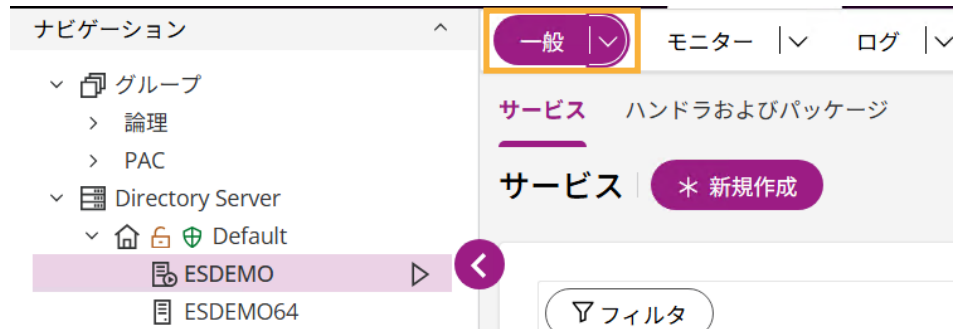 ナビゲーション
グループ
論理
PAC
Directory Server
Default
ESDEMO
ESDEMO64
一般 モニター ログ
サービス ハンドラおよびパッケージ
サービス 新規作成
フィルタ